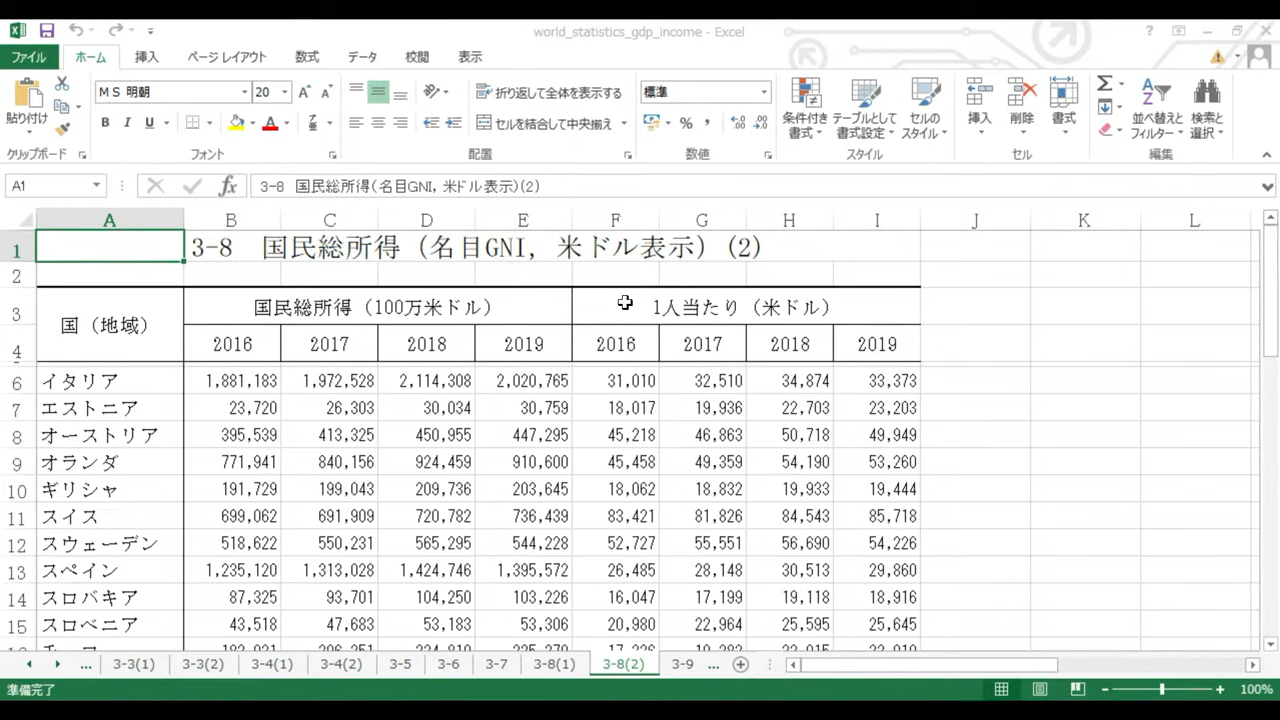 world_statistics_gdp_income - Excel
ファイル ホーム 挿入 ページ レイアウト 数式 データ 校閲 表示
貼り付け
ＭＳ 明朝 20
B I U
折り返して全体を表示する
セルを結合して中央揃え
標準
条件付き書式 テーブルとして書式設定 セルのスタイル
挿入 削除 書式
並べ替えとフィルター 検索と選択
クリップボード フォント 配置 数値 スタイル セル 編集
A1 3-8 国民総所得(名目GNI, 米ドル表示)(2)
A B C D E F G H I J K L
1 3-8　国民総所得（名目GNI, 米ドル表示）(2)
2
3 国（地域） 国民総所得（100万米ドル） 1人当たり（米ドル）
4 2016 2017 2018 2019 2016 2017 2018 2019
6 イタリア 1,881,183 1,972,528 2,114,308 2,020,765 31,010 32,510 34,874 33,373
7 エストニア 23,720 26,303 30,034 30,759 18,017 19,936 22,703 23,203
8 オーストリア 395,539 413,325 450,955 447,295 45,218 46,863 50,718 49,949
9 オランダ 771,941 840,156 924,459 910,600 45,458 49,359 54,190 53,260
10 ギリシャ 191,729 199,043 209,736 203,645 18,062 18,832 19,933 19,444
11 スイス 699,062 691,909 720,782 736,439 83,421 81,826 84,543 85,718
12 スウェーデン 518,622 550,231 565,295 544,228 52,727 55,551 56,690 54,226
13 スペイン 1,235,120 1,313,028 1,424,746 1,395,572 26,485 28,148 30,513 29,860
14 スロバキア 87,325 93,701 104,250 103,226 16,047 17,199 19,118 18,916
15 スロベニア 43,518 47,683 53,183 53,306 20,980 22,964 25,595 25,645
... 3-3(1) 3-3(2) 3-4(1) 3-4(2) 3-5 3-6 3-7 3-8(1) 3-8(2) 3-9 ...
準備完了 100%